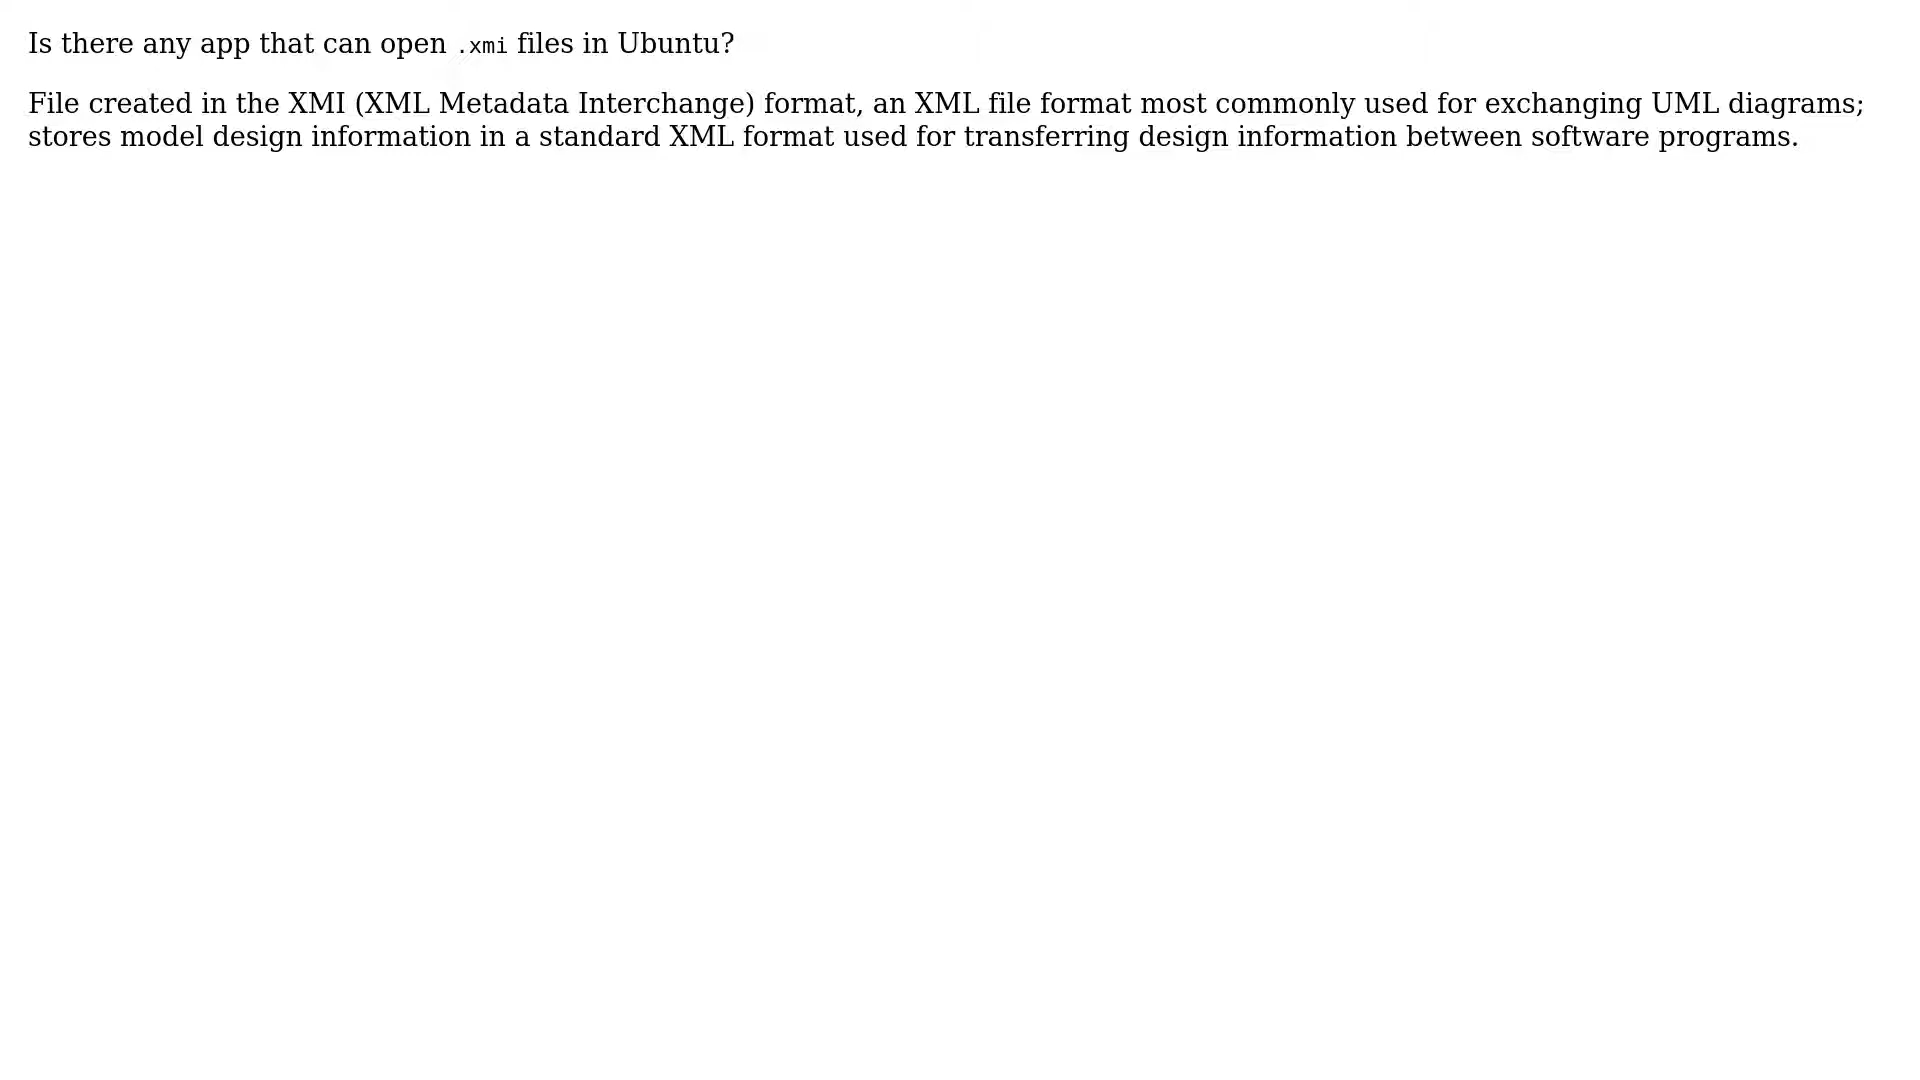 Is there any app that can open .xmi files in Ubuntu?
File created in the XMI (XML Metadata Interchange) format, an XML file format most commonly used for exchanging UML diagrams;
stores model design information in a standard XML format used for transferring design information between software programs.